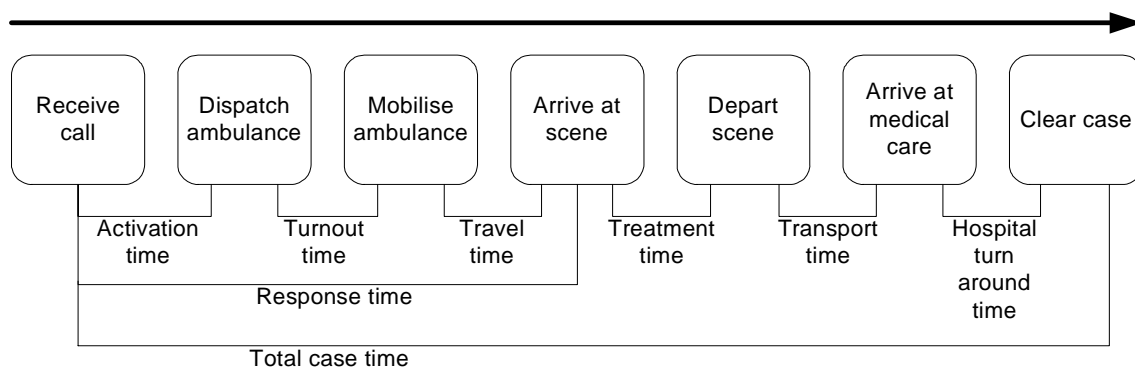 Receive
call
Dispatch
ambulance
Mobilise
ambulance
Arrive at
scene
Depart
scene
Arrive at
medical
care
Clear case
Activation
time
Turnout
time
Travel
time
Treatment
time
Transport
time
Hospital
turn
around
time
Response time
Total case time